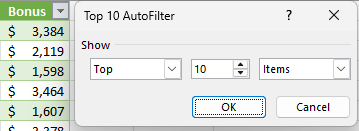 Bonus
$ 3,384
$ 2,119
$ 1,598
$ 3,464
$ 1,607
Top 10 AutoFilter ? ×
Show
Top 10 Items
OK Cancel